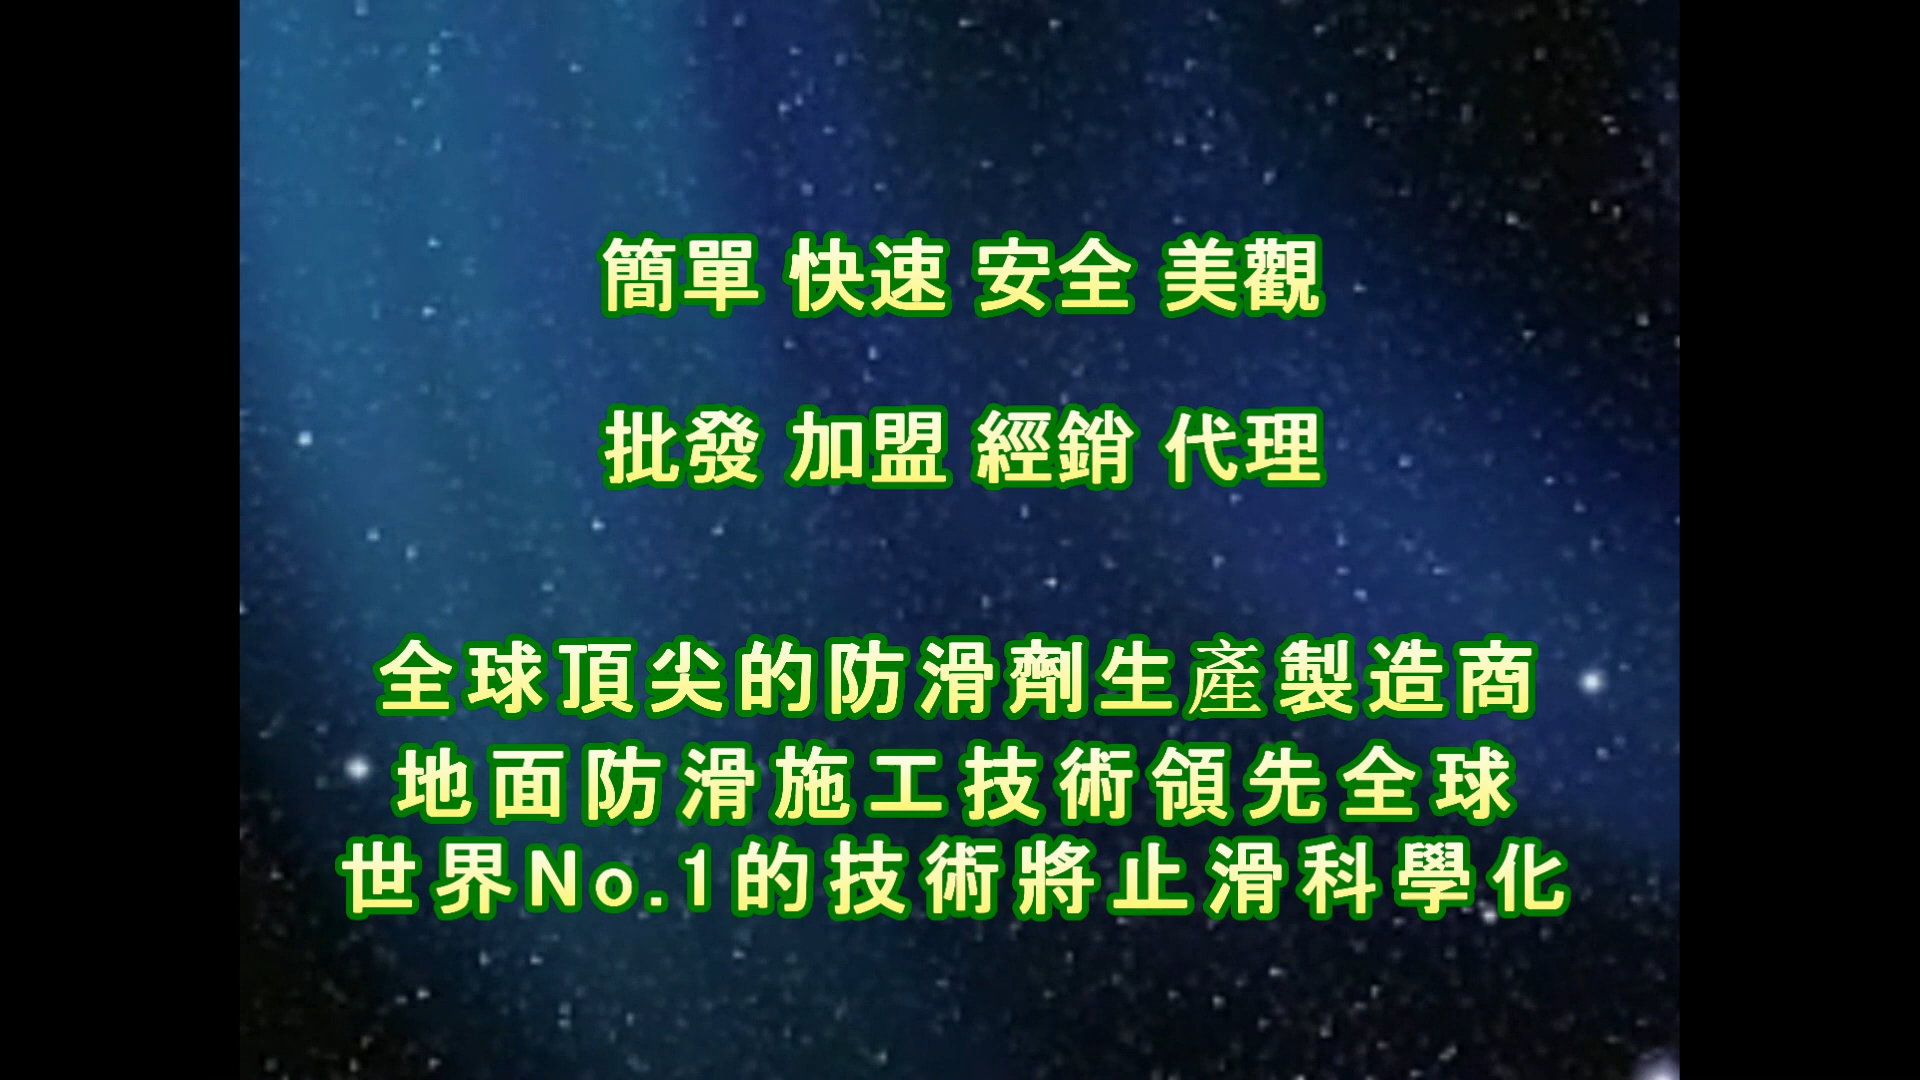 簡單 快速 安全 美觀
批發 加盟 經銷 代理
全球頂尖的防滑劑生產製造商
地面防滑施工技術領先全球
世界No.1的技術將止滑科學化